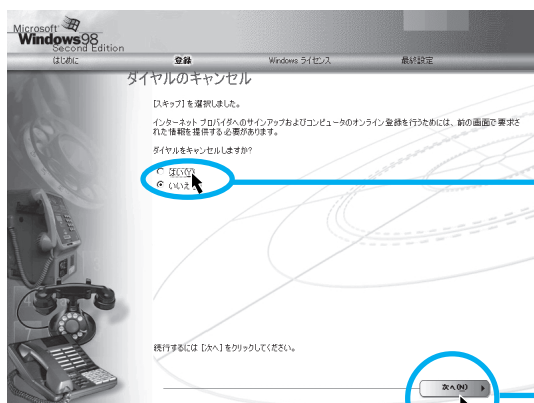 Microsoft
Windows98
Second Edition
はじめに 登録 Windows ライセンス 最終設定
ダイヤルのキャンセル
[スキップ] を選択しました。
インターネット プロバイダへのサインアップおよびコンピュータのオンライン登録を行うためには、前の画面で要求さ
れた情報を提供する必要があります。
ダイヤルをキャンセルしますか?
はい(Y)
いいえ
続行するには [次へ] をクリックしてください。
次へ(N)